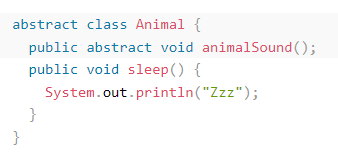 abstract class Animal {
  public abstract void animalSound();
  public void sleep() {
    System.out.println("Zzz");
  }
}